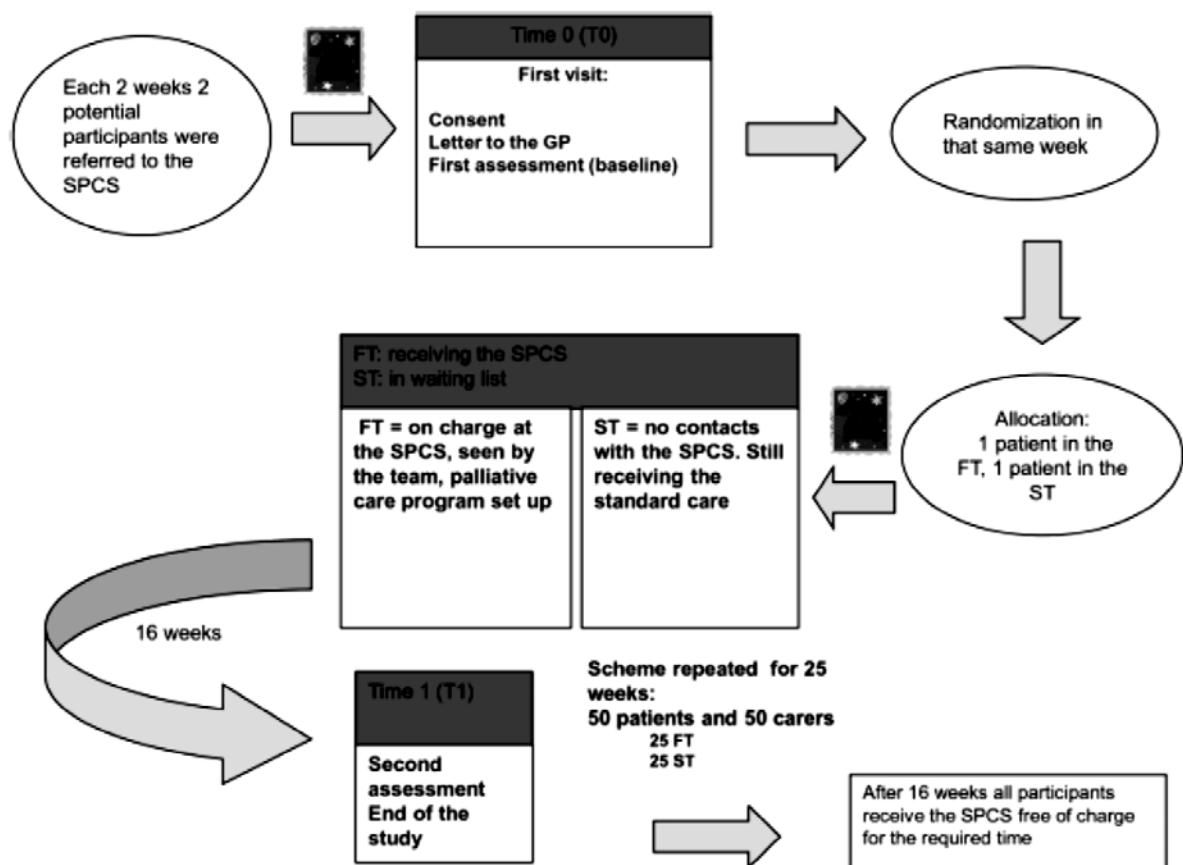 Each 2 weeks 2
potential
participants were
referred to the
SPCS
Time 0 (T0)
First visit:
Consent
Letter to the GP
First assessment (baseline)
Randomization in
that same week
Allocation:
1 patient in the
FT, 1 patient in the
ST
FT: receiving the SPCS
ST: in waiting list
FT = on charge at
the SPCS, seen by
the team, palliative
care program set up
ST = no contacts
with the SPCS. Still
receiving the
standard care
16 weeks
Time 1 (T1)
Second
assessment
End of the
study
Scheme repeated for 25
weeks:
50 patients and 50 carers
25 FT
25 ST
After 16 weeks all participants
receive the SPCS free of charge
for the required time